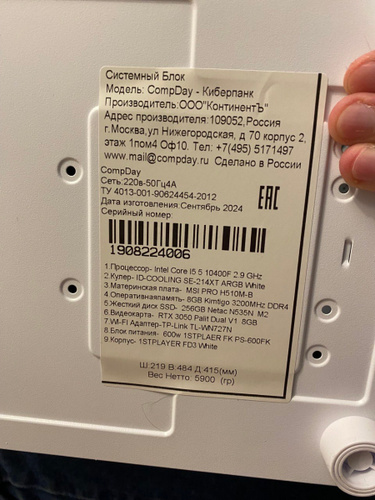 Системный Блок
Модель: CompDay - Киберпанк
Производитель:ООО"КонтинентЪ"
Адрес производителя:109052,Россия
г.Москва,ул Нижегородская, д 70 корпус 2,
этаж 1пом4 Оф10. Тел: +7(495) 5171497
www.mail@compday.ru Сделано в России
CompDay
Сеть:220в-50Гц4А
ТУ 4013-001-90624454-2012
Дата изготовления:Сентябрь 2024
Серийный номер:
EAC
1908224006
1.Процессор- Intel Core I5 5 10400F 2.9 GHz
2.Кулер- ID-COOLING SE-214XT ARGB White
3.Материнская плата- MSI PRO H510M-B
4.Оперативнаяламять- 8GB Kimtigo 3200MHz DDR4
5.Жесткий диск SSD- 256GB Netac N535N M2
6.Видеокарта- RTX 3050 Palit Dual V1 8GB
7.Wi-Fi Адаптер-TP-Link TL-WN727N
8.Блок питания- 600w 1STPLAER FK PS-600FK
9.Корпус- 1STPLAYER FD3 White
Ш 219 В:484 Д:415(мм)
Вес Нетто: 5900 (гр)